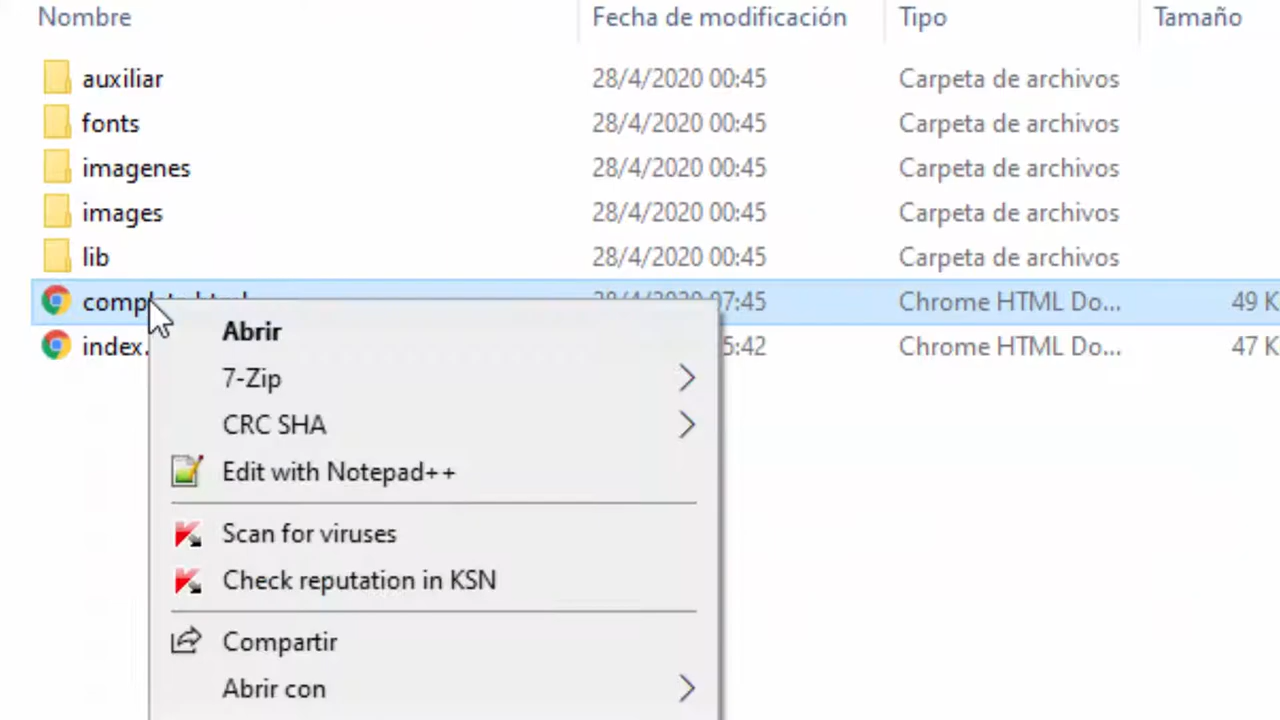 Nombre Fecha de modificación Tipo Tamaño
auxiliar 28/4/2020 00:45 Carpeta de archivos
fonts 28/4/2020 00:45 Carpeta de archivos
imagenes 28/4/2020 00:45 Carpeta de archivos
images 28/4/2020 00:45 Carpeta de archivos
lib 28/4/2020 00:45 Carpeta de archivos
Chrome HTML Do... 49 K
index. 5:42 Chrome HTML Do... 47 K
Abrir
7-Zip
CRC SHA
Edit with Notepad++
Scan for viruses
Check reputation in KSN
Compartir
Abrir con